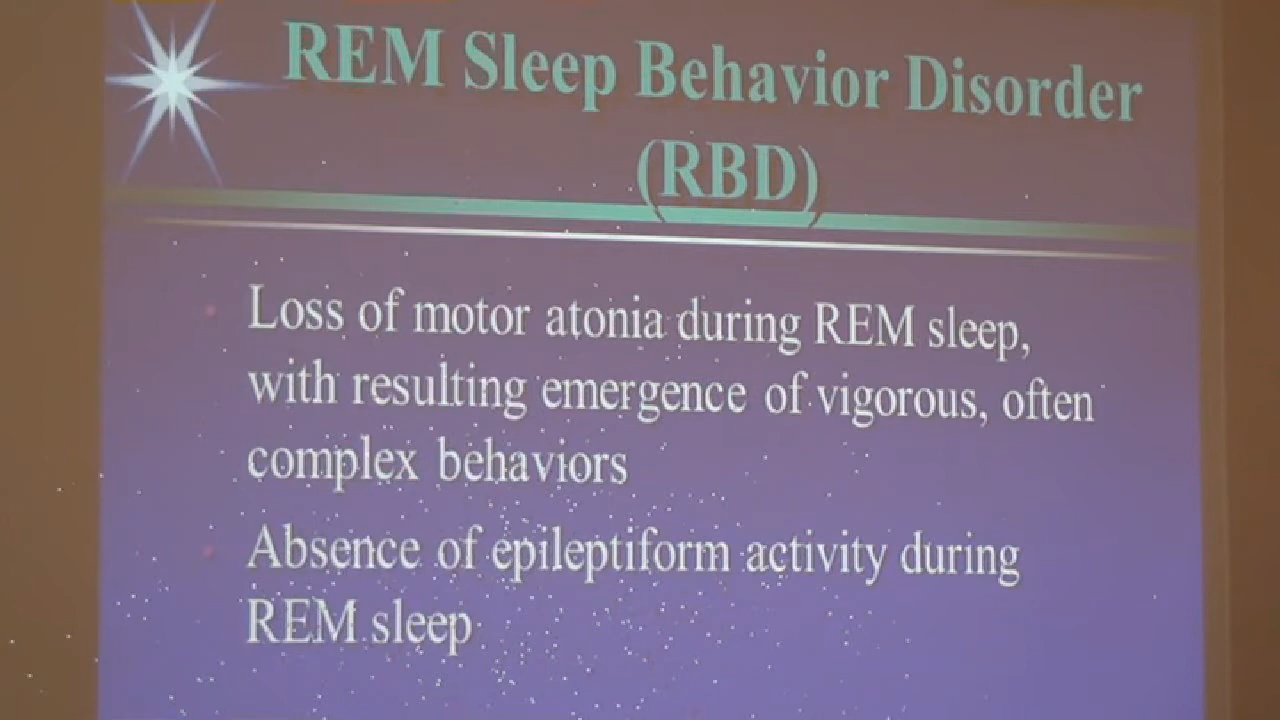 REM Sleep Behavior Disorder
(RBD)
Loss of motor atonia during REM sleep,
with resulting emergence of vigorous, often
complex behaviors
Absence of epileptiform activity during
REM sleep